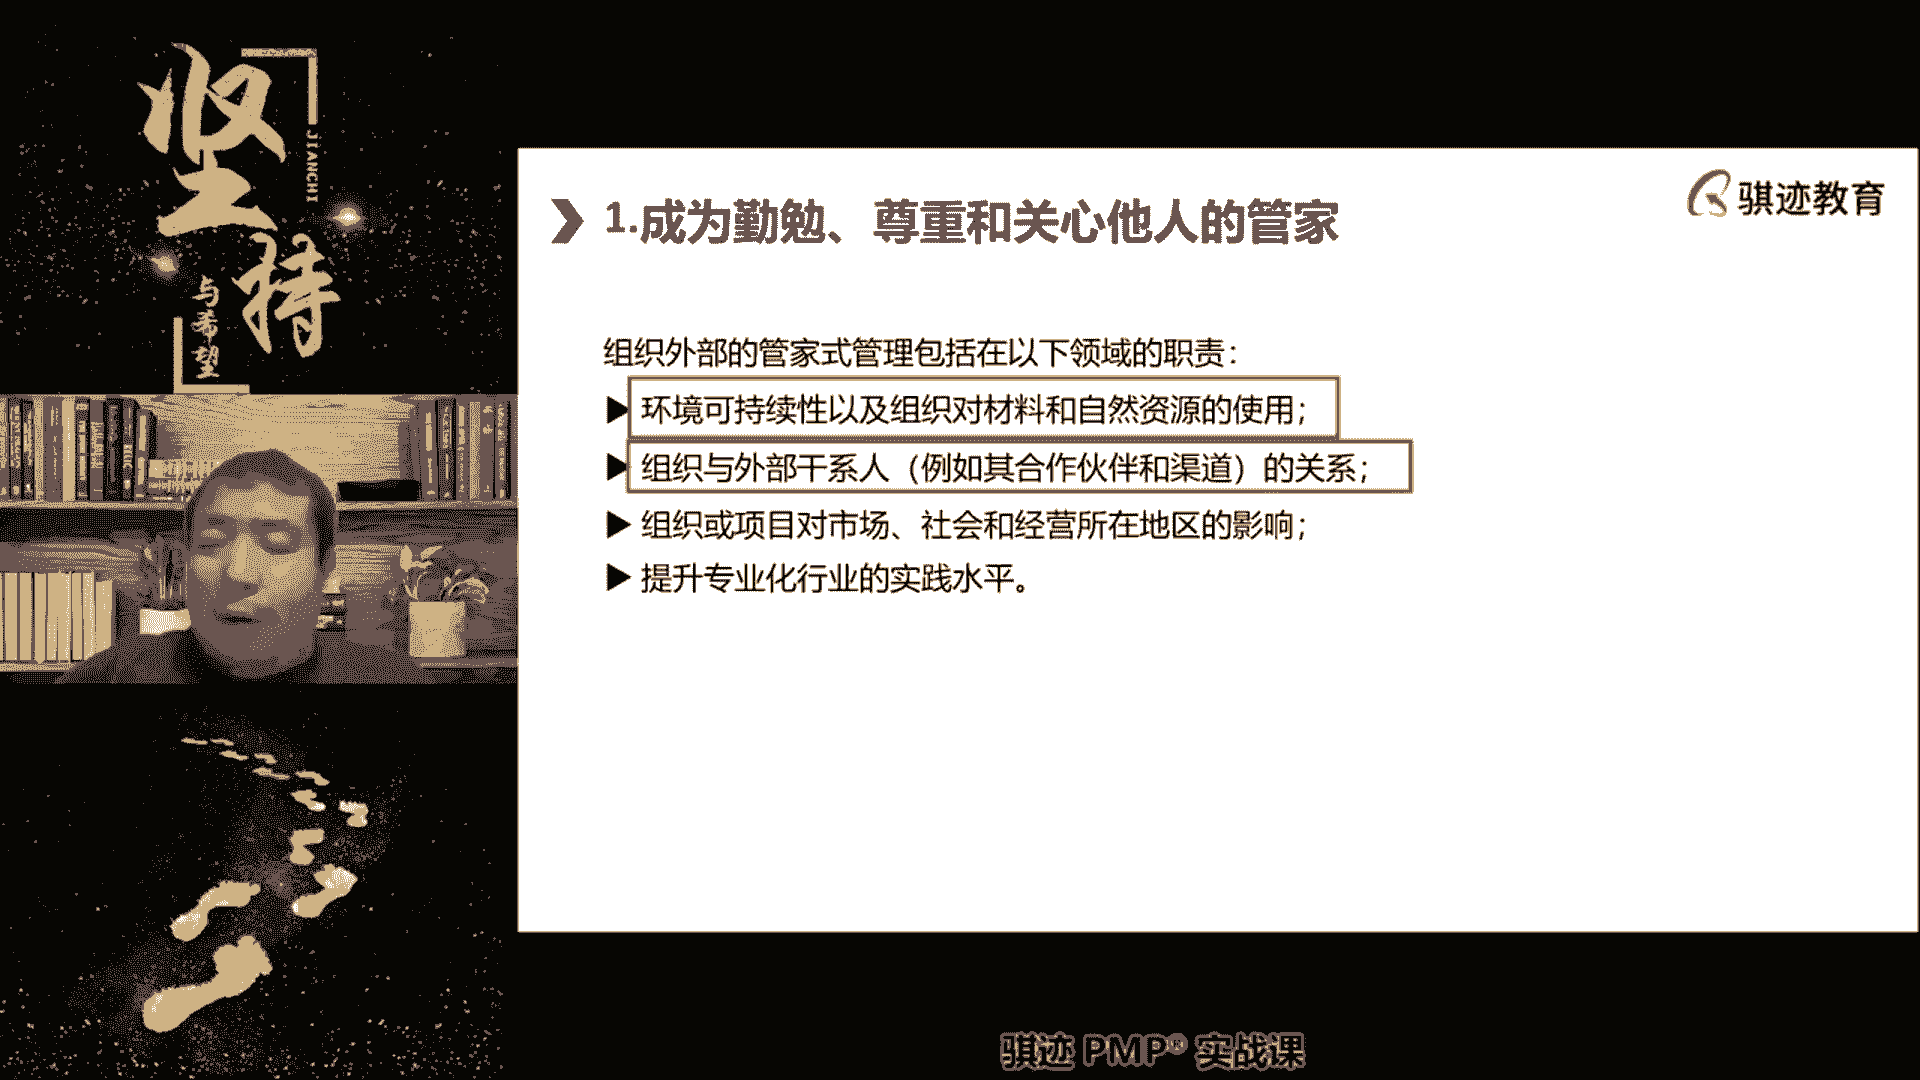 坚持
JIANCHI
与希望
骐迹教育
1.成为勤勉、尊重和关心他人的管家
组织外部的管家式管理包括在以下领域的职责：
▶环境可持续性以及组织对材料和自然资源的使用；
▶组织与外部干系人（例如其合作伙伴和渠道）的关系；
▶组织或项目对市场、社会和经营所在地区的影响；
▶提升专业化行业的实践水平。
骐迹 PMP® 实战课